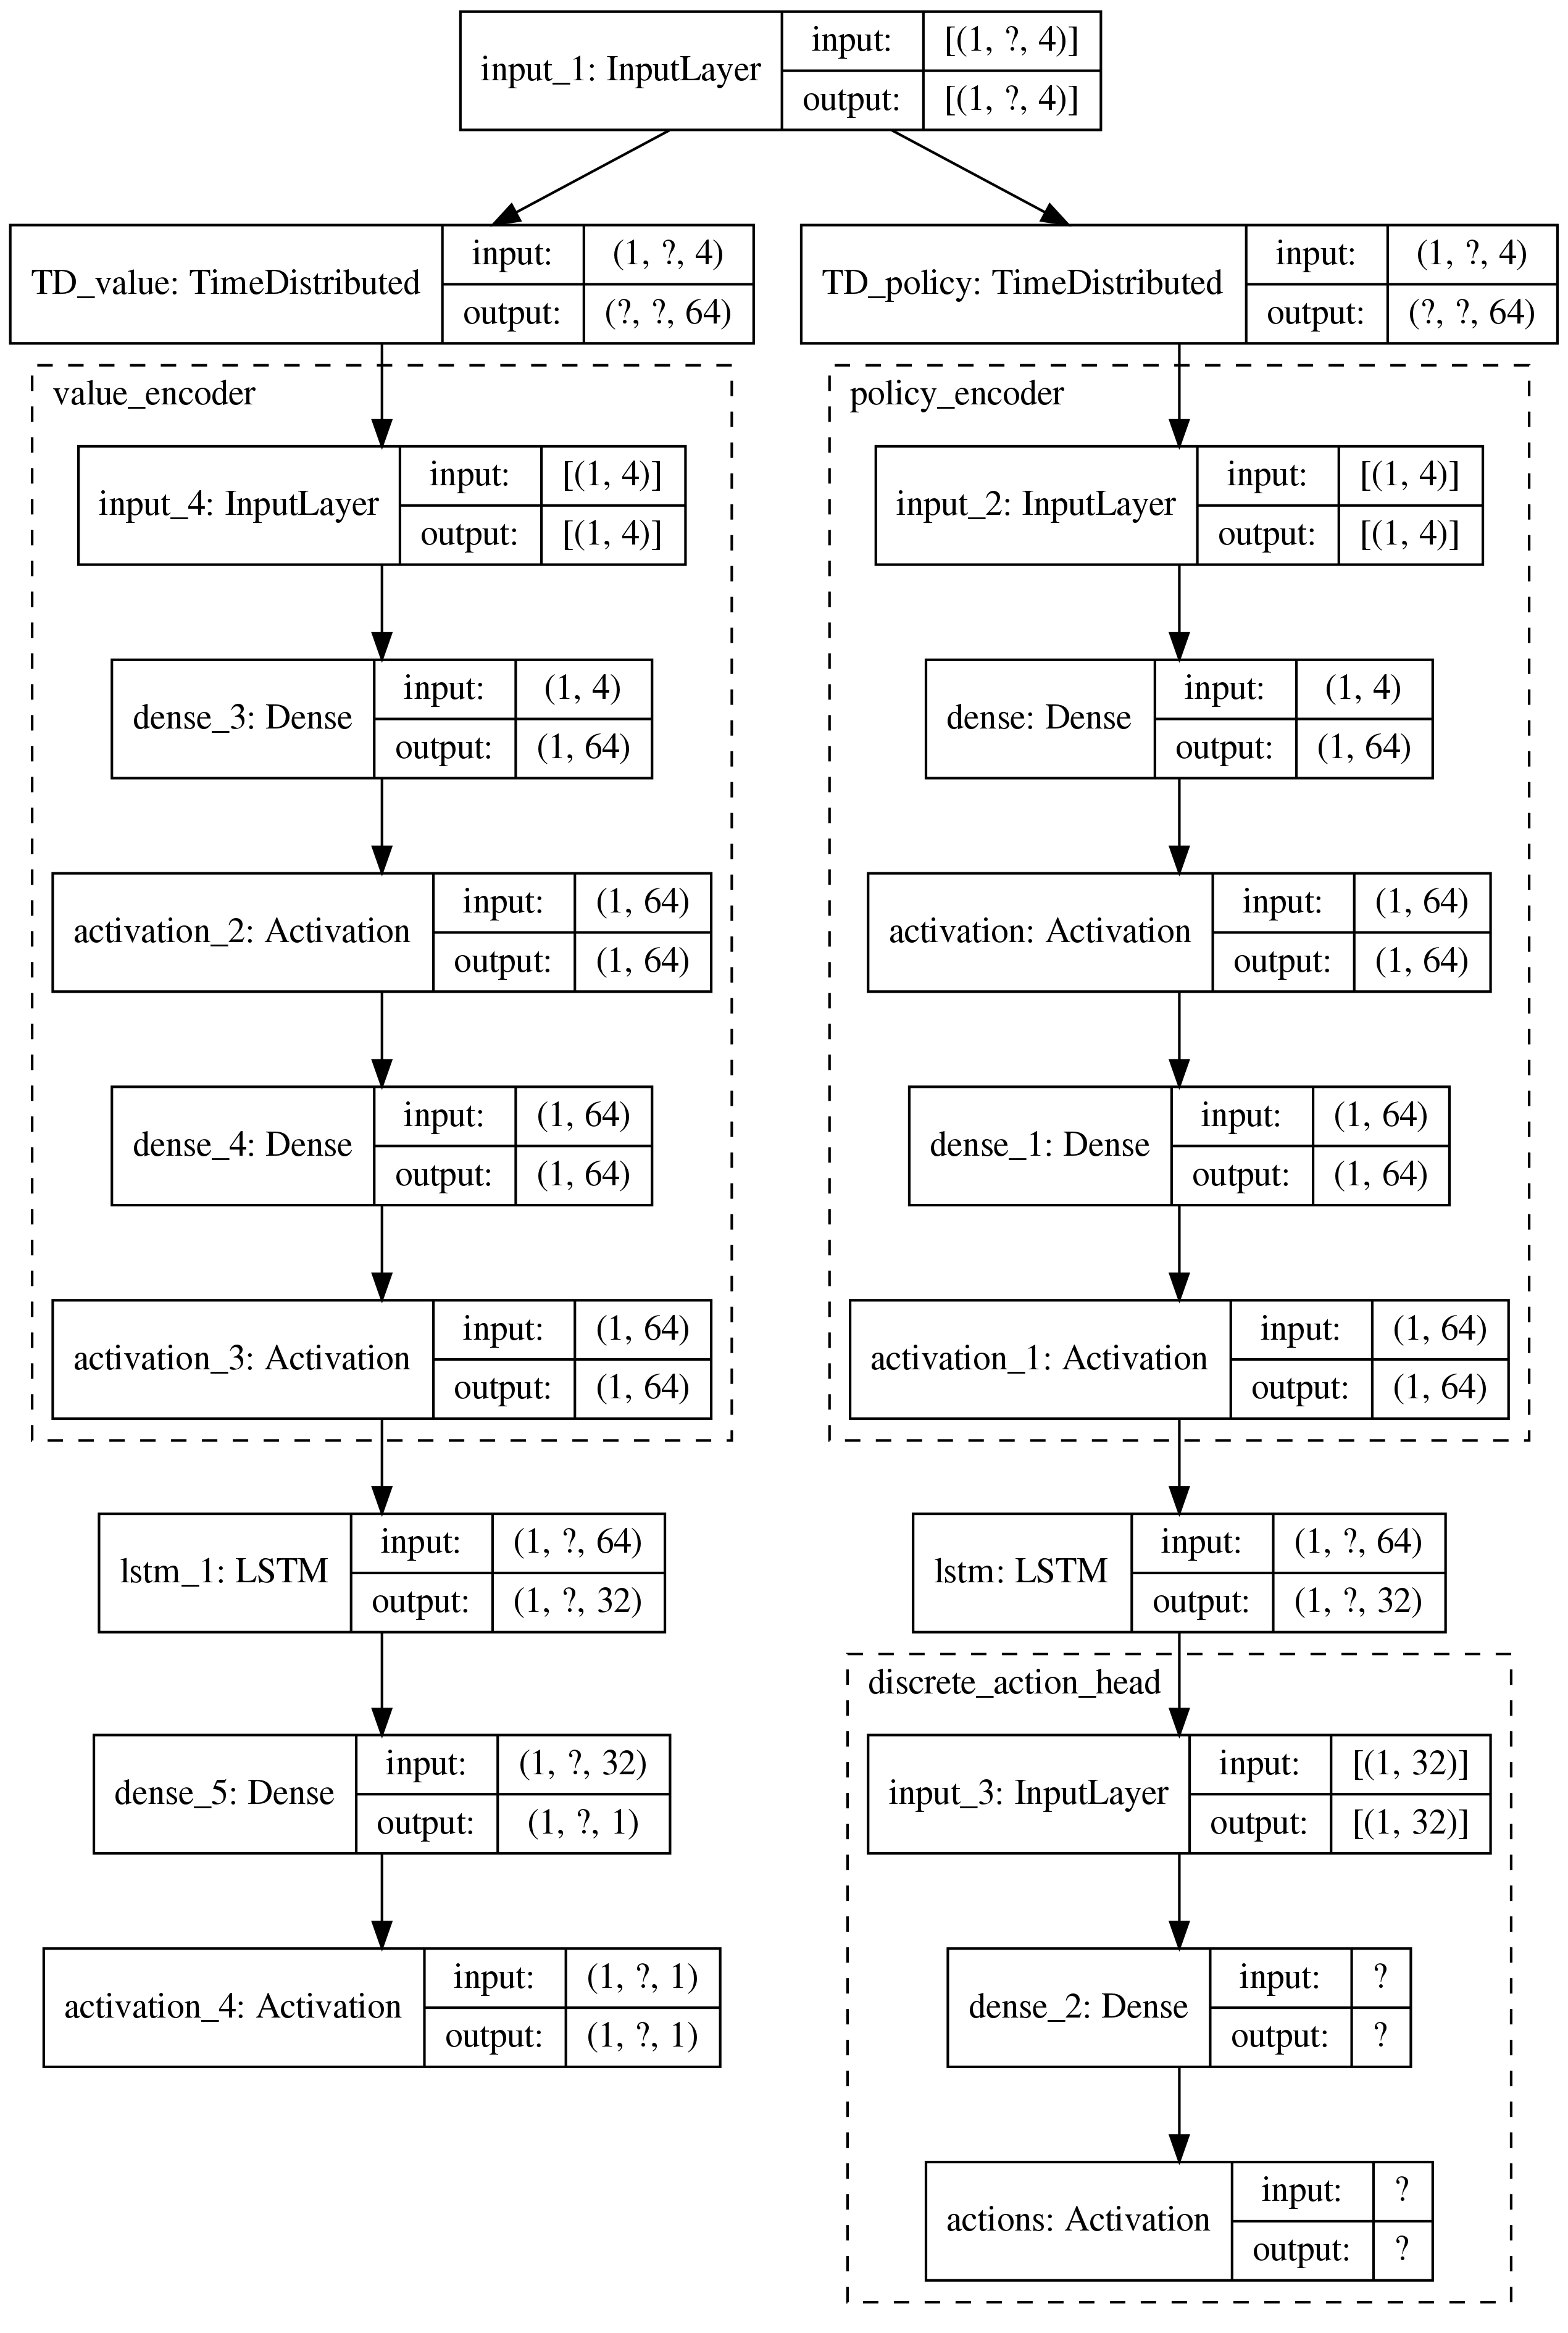 input_1: InputLayer
input: [(1, ?, 4)]
output: [(1, ?, 4)]
TD_value: TimeDistributed
input: (1, ?, 4)
output: (?, ?, 64)
TD_policy: TimeDistributed
input: (1, ?, 4)
output: (?, ?, 64)
value_encoder
input_4: InputLayer
input: [(1, 4)]
output: [(1, 4)]
dense_3: Dense
input: (1, 4)
output: (1, 64)
activation_2: Activation
input: (1, 64)
output: (1, 64)
dense_4: Dense
input: (1, 64)
output: (1, 64)
activation_3: Activation
input: (1, 64)
output: (1, 64)
lstm_1: LSTM
input: (1, ?, 64)
output: (1, ?, 32)
dense_5: Dense
input: (1, ?, 32)
output: (1, ?, 1)
activation_4: Activation
input: (1, ?, 1)
output: (1, ?, 1)
policy_encoder
input_2: InputLayer
input: [(1, 4)]
output: [(1, 4)]
dense: Dense
input: (1, 4)
output: (1, 64)
activation: Activation
input: (1, 64)
output: (1, 64)
dense_1: Dense
input: (1, 64)
output: (1, 64)
activation_1: Activation
input: (1, 64)
output: (1, 64)
lstm: LSTM
input: (1, ?, 64)
output: (1, ?, 32)
discrete_action_head
input_3: InputLayer
input: [(1, 32)]
output: [(1, 32)]
dense_2: Dense
input: ?
output: ?
actions: Activation
input: ?
output: ?